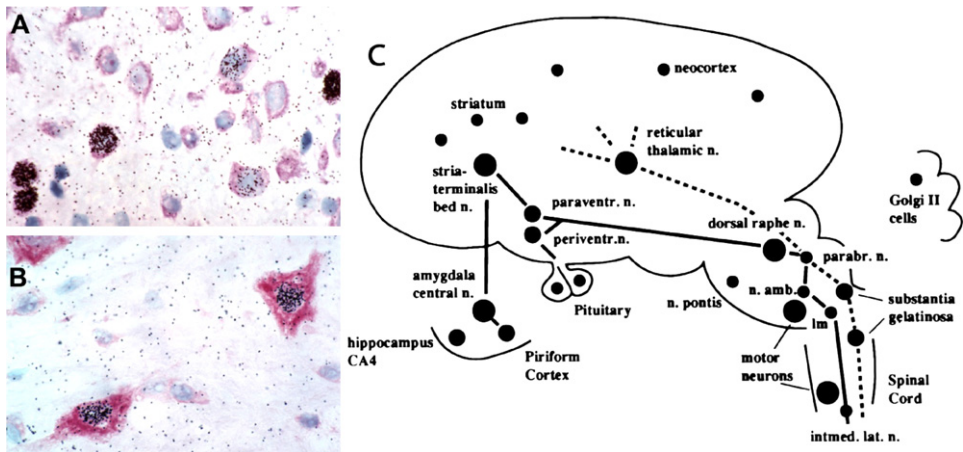 A
B
C
neocortex
striatum
reticular
thalamic n.
stria-
terminalis
bed n.
paraventr. n.
periventr.n.
dorsal raphe n.
Golgi II
cells
parabr. n.
amygdala
central n.
Pituitary
n. pontis
n. amb.
lm
substantia
gelatinosa
hippocampus
CA4
Piriform
Cortex
motor
neurons
Spinal
Cord
intmed. lat. n.